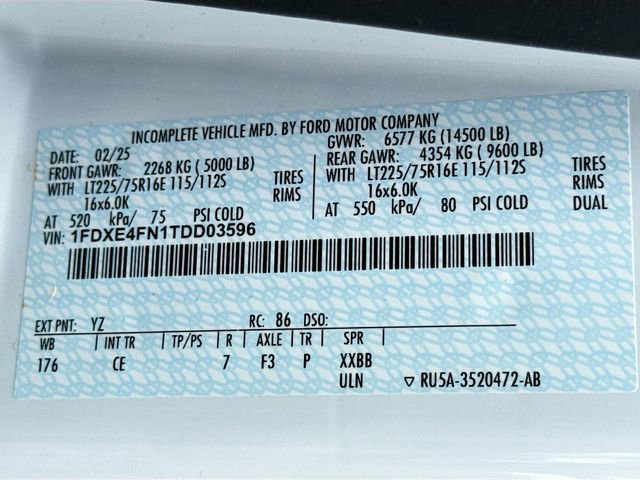 INCOMPLETE VEHICLE MFD. BY FORD MOTOR COMPANY
DATE: 02/25 GVWR: 6577 KG (14500 LB)
FRONT GAWR: 2268 KG ( 5000 LB) REAR GAWR: 4354 KG ( 9600 LB)
WITH LT225/75R16E 115/112S TIRES WITH LT225/75R16E 115/112S TIRES
16x6.0K RIMS 16x6.0K RIMS
AT 520 kPa/ 75 PSI COLD AT 550 kPa/ 80 PSI COLD DUAL
VIN: 1FDXE4FN1TDD03596
EXT PNT: YZ RC: 86 DSO:
WB INT TR TP/PS R AXLE TR SPR
176 CE 7 F3 P XXBB
ULN ▽ RU5A-3520472-AB